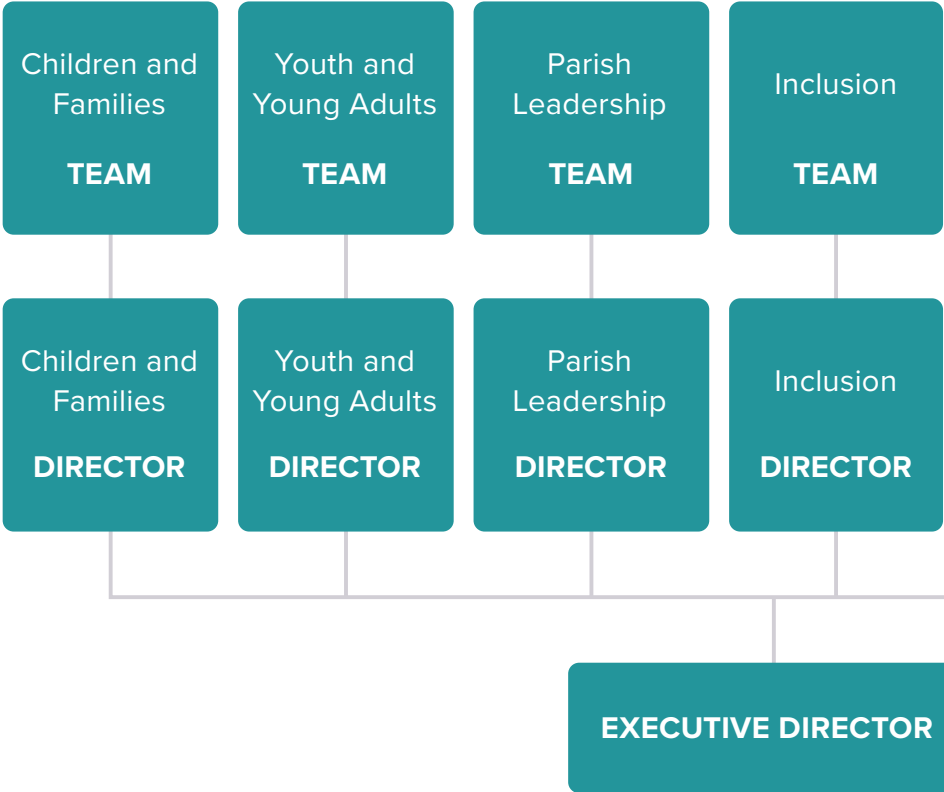 Children and
Families
TEAM
Youth and
Young Adults
TEAM
Parish
Leadership
TEAM
Inclusion
TEAM
Children and
Families
DIRECTOR
Youth and
Young Adults
DIRECTOR
Parish
Leadership
DIRECTOR
Inclusion
DIRECTOR
EXECUTIVE DIRECTOR